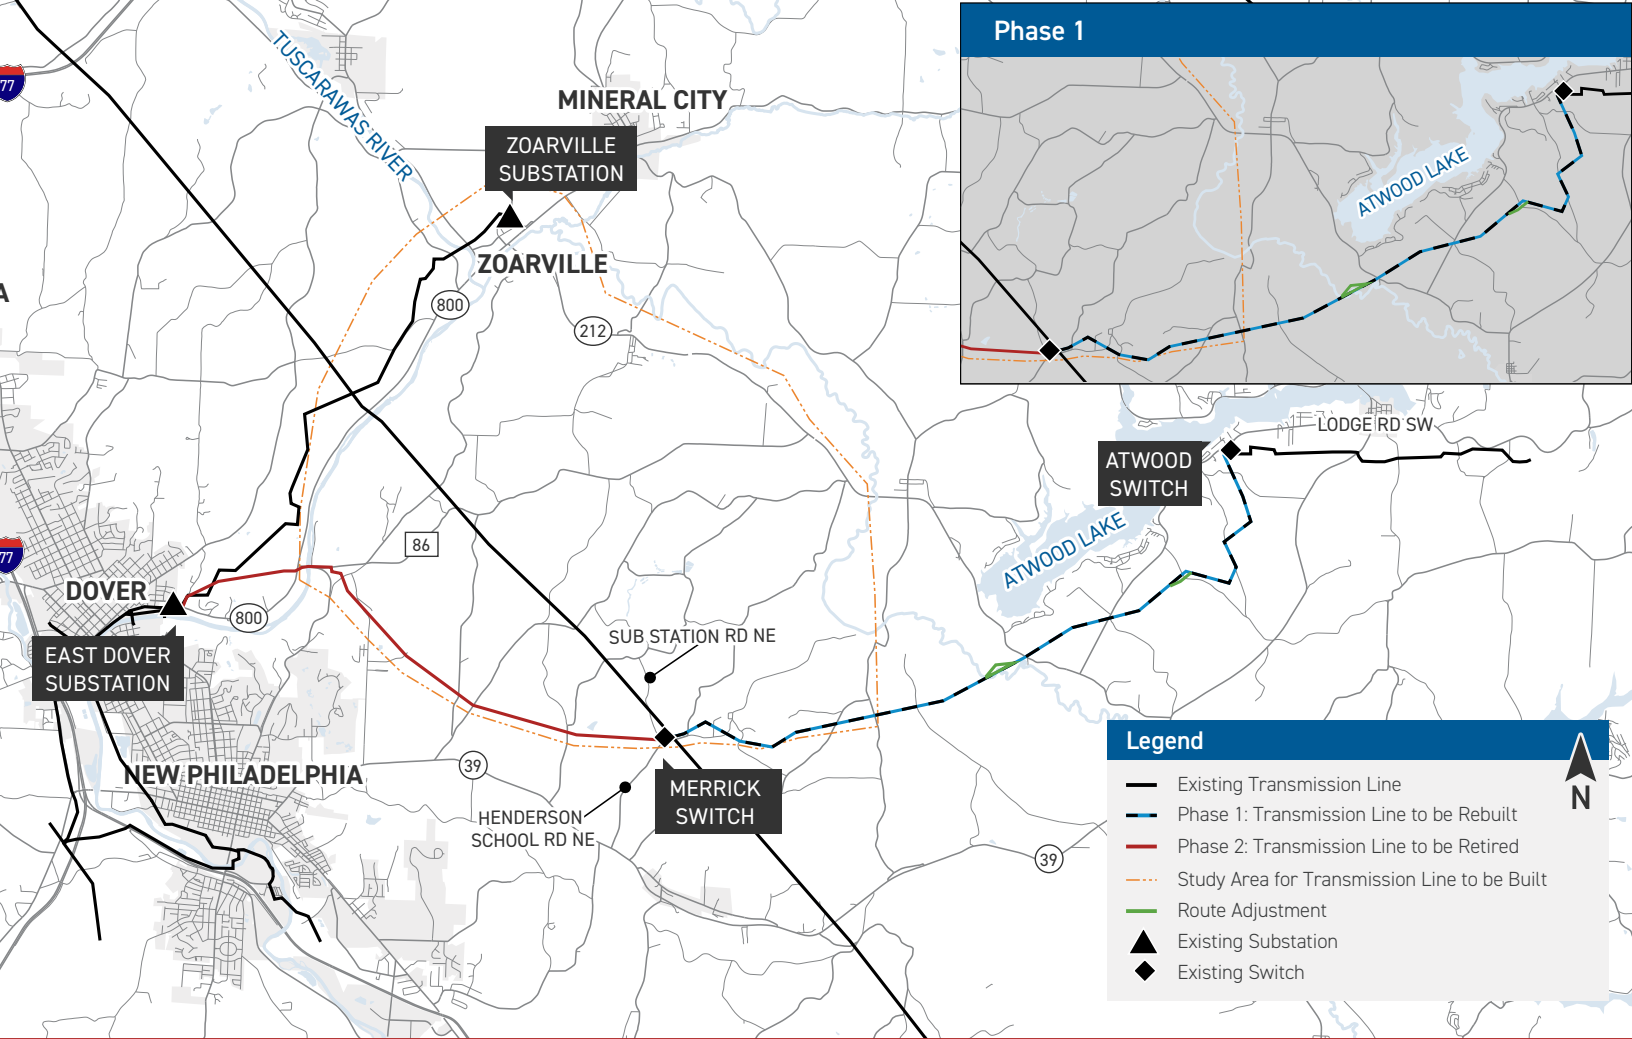 Phase 1
ATWOOD LAKE
77
TUSCARAWAS RIVER
MINERAL CITY
ZOARVILLE
SUBSTATION
ZOARVILLE
A
800
212
LODGE RD SW
ATWOOD
SWITCH
ATWOOD LAKE
86
77
DOVER
800
EAST DOVER
SUBSTATION
SUB STATION RD NE
39
NEW PHILADELPHIA
MERRICK
SWITCH
HENDERSON
SCHOOL RD NE
39
Legend
N
Existing Transmission Line
Phase 1: Transmission Line to be Rebuilt
Phase 2: Transmission Line to be Retired
Study Area for Transmission Line to be Built
Route Adjustment
Existing Substation
Existing Switch